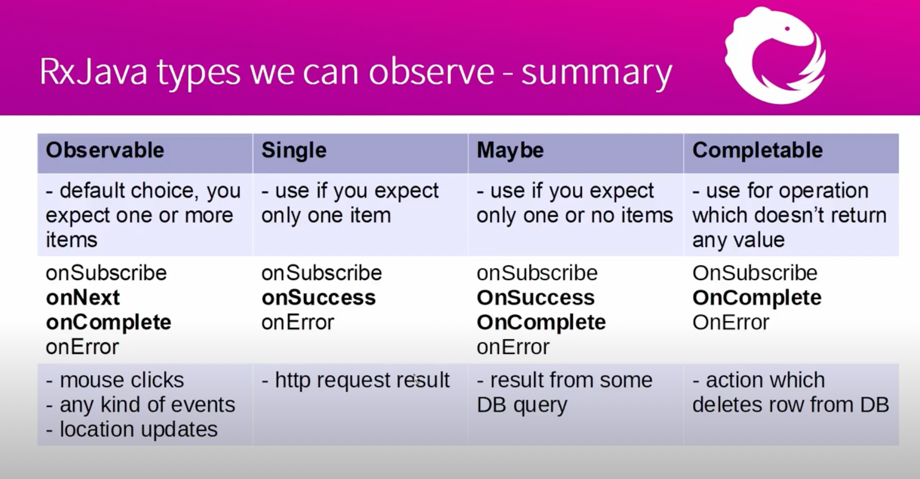 RxJava types we can observe - summary
Observable
Single
Maybe
Completable
- default choice, you
expect one or more
items
- use if you expect
only one item
- use if you expect
only one or no items
- use for operation
which doesn't return
any value
onSubscribe
onNext
onComplete
onError
onSubscribe
onSuccess
onError
onSubscribe
OnSuccess
OnComplete
onError
OnSubscribe
OnComplete
OnError
- mouse clicks
- any kind of events
- location updates
- http request result
- result from some
DB query
- action which
deletes row from DB